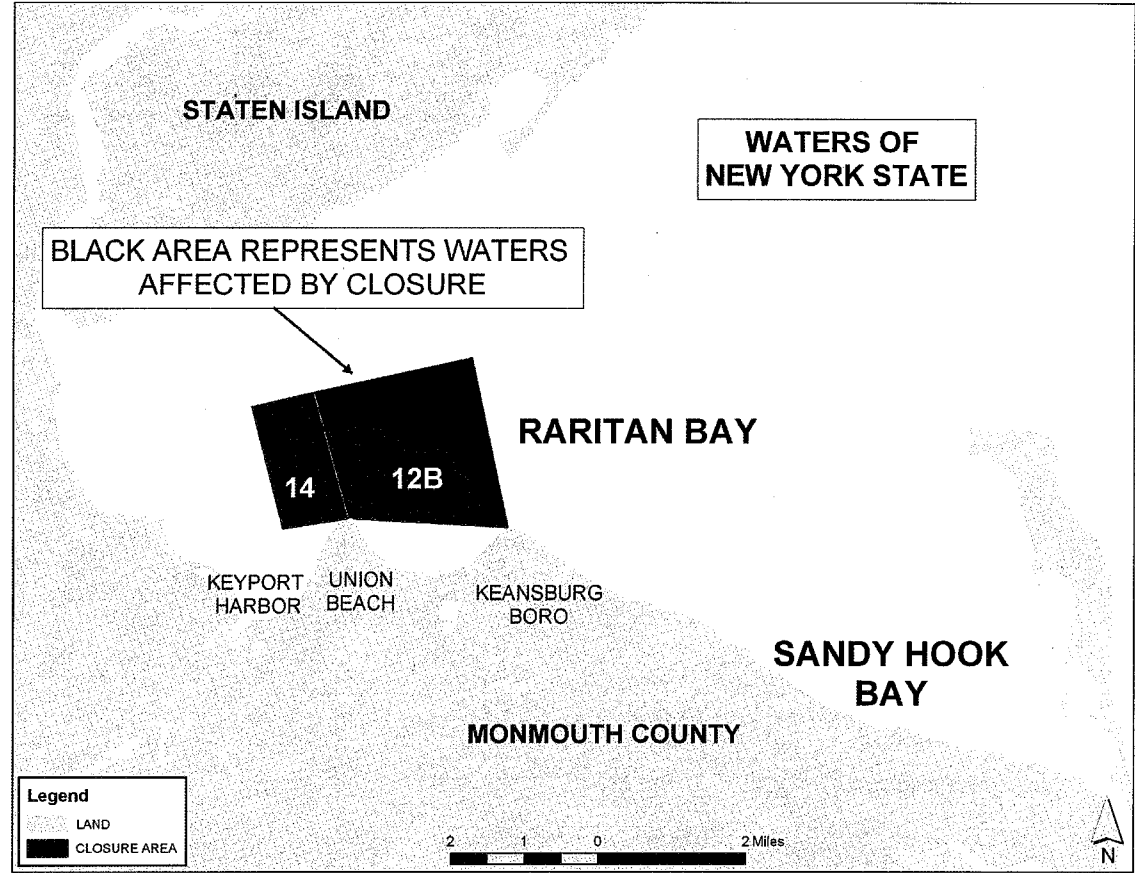 STATEN ISLAND
WATERS OF
NEW YORK STATE
BLACK AREA REPRESENTS WATERS
AFFECTED BY CLOSURE
RARITAN BAY
14
12B
KEYPORT
HARBOR
UNION
BEACH
KEANSBURG
BORO
SANDY HOOK
BAY
MONMOUTH COUNTY
Legend
LAND
CLOSURE AREA
2 1 0 2 Miles
N